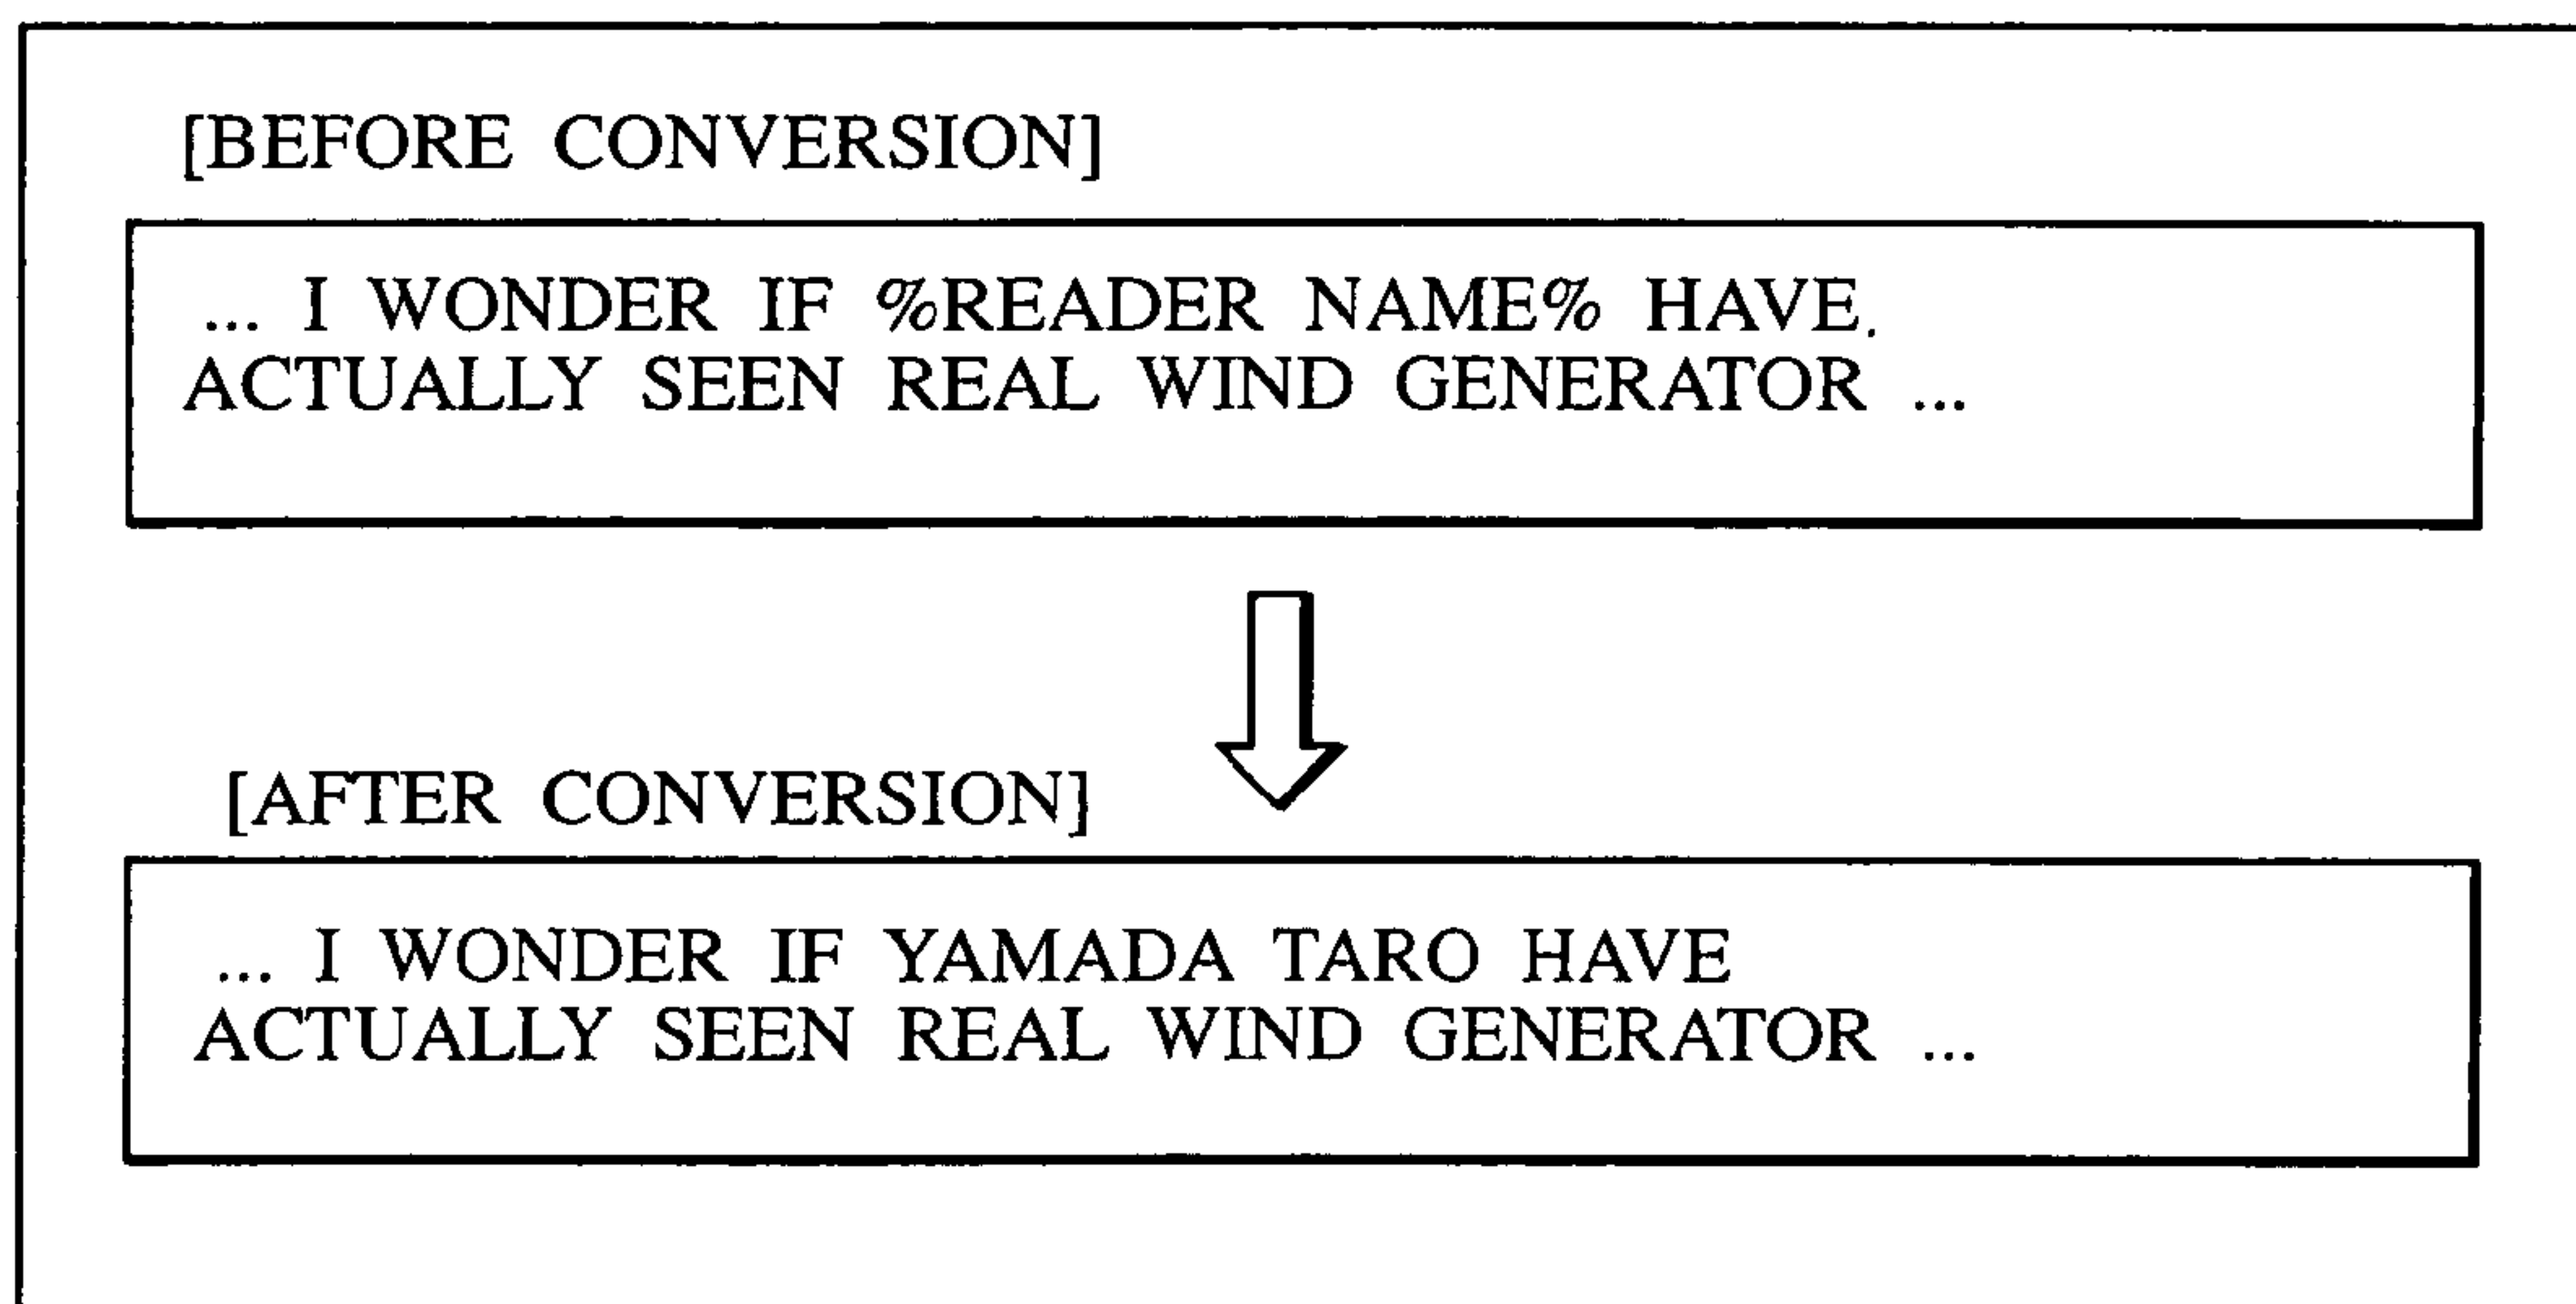 [BEFORE CONVERSION]
... I WONDER IF %READER NAME% HAVE.
ACTUALLY SEEN REAL WIND GENERATOR ...
[AFTER CONVERSION]
... I WONDER IF YAMADA TARO HAVE
ACTUALLY SEEN REAL WIND GENERATOR ...